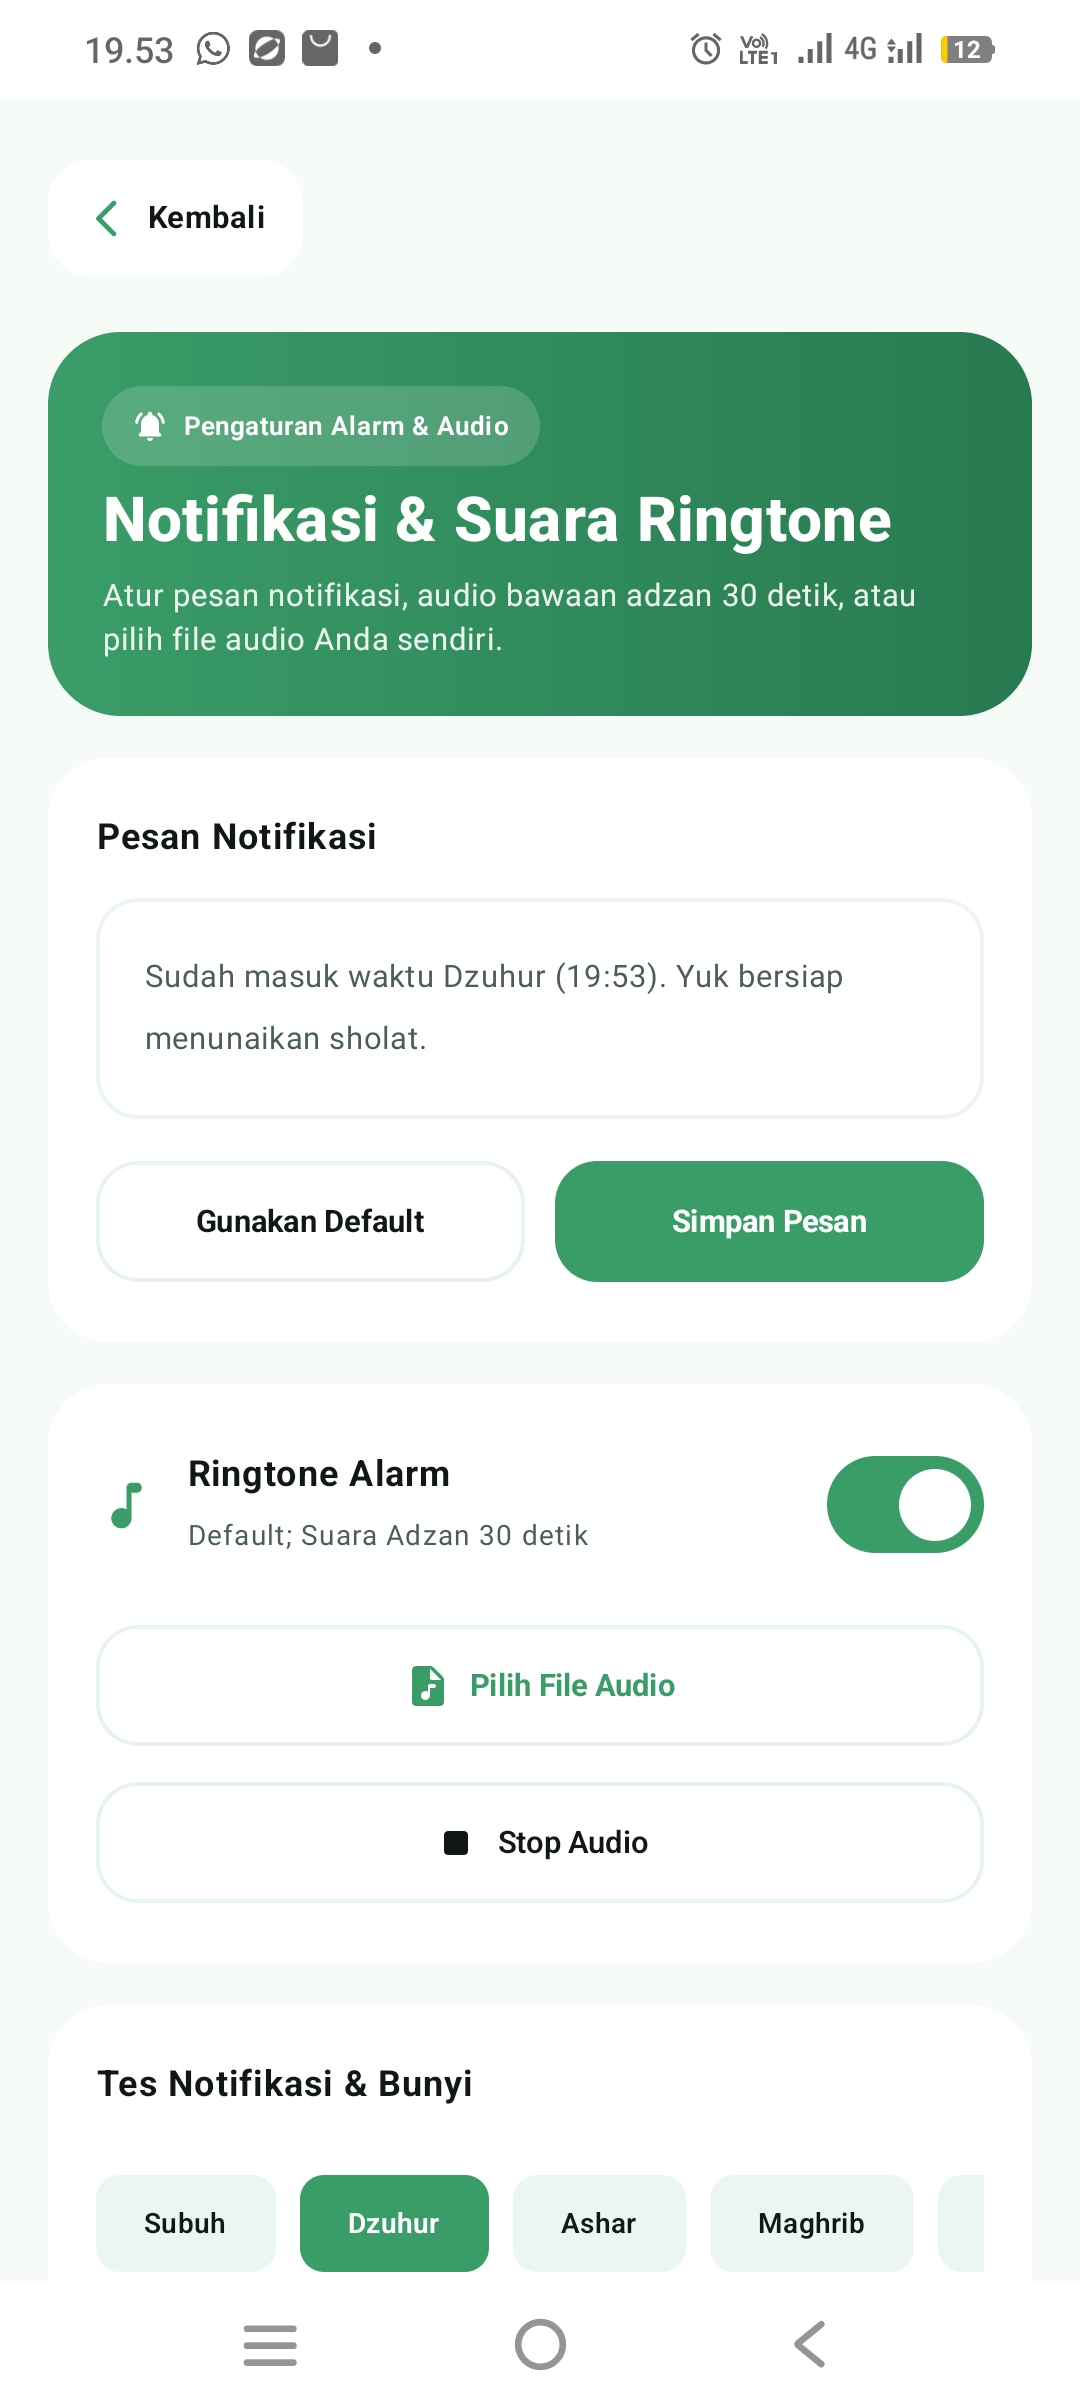 19.53
Vo)) LTE1
4G
12
Kembali
Pengaturan Alarm & Audio
Notifikasi & Suara Ringtone
Atur pesan notifikasi, audio bawaan adzan 30 detik, atau
pilih file audio Anda sendiri.
Pesan Notifikasi
Sudah masuk waktu Dzuhur (19:53). Yuk bersiap
menunaikan sholat.
Gunakan Default
Simpan Pesan
Ringtone Alarm
Default; Suara Adzan 30 detik
Pilih File Audio
Stop Audio
Tes Notifikasi & Bunyi
Subuh
Dzuhur
Ashar
Maghrib